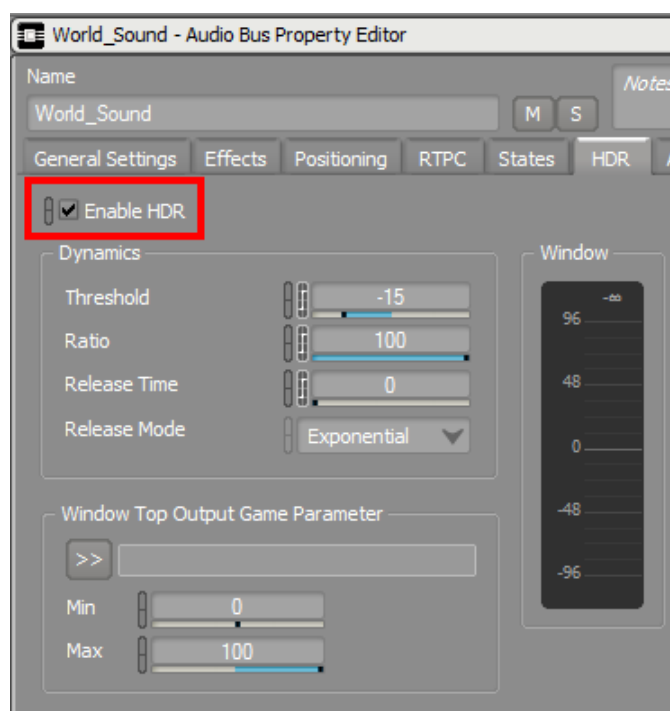 World_Sound - Audio Bus Property Editor
Name
Notes
World_Sound
M S
General Settings Effects Positioning RTPC States HDR
Enable HDR
Dynamics
Threshold -15
Ratio 100
Release Time 0
Release Mode Exponential
Window
-∞
96
48
0
-48
-96
Window Top Output Game Parameter
>>
Min 0
Max 100